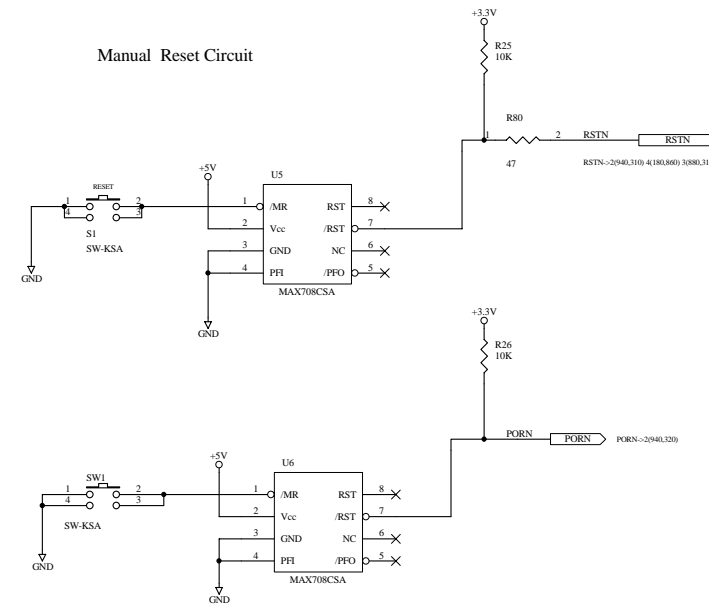 Manual Reset Circuit
+3.3V
R25
10K
R80
1 2 RSTN RSTN
47
RSTN->2(940,310) 4(180,860) 3(880,31
+5V
U5
RESET
1 2
4 3
S1
SW-KSA
GND
1 /MR RST 8
2 Vcc /RST 7
3 GND NC 6
4 PFI /PFO 5
MAX708CSA
GND
+3.3V
R26
10K
PORN PORN PORN->2(940,320)
+5V
U6
SW1
1 2
4 3
SW-KSA
GND
1 /MR RST 8
2 Vcc /RST 7
3 GND NC 6
4 PFI /PFO 5
MAX708CSA
GND